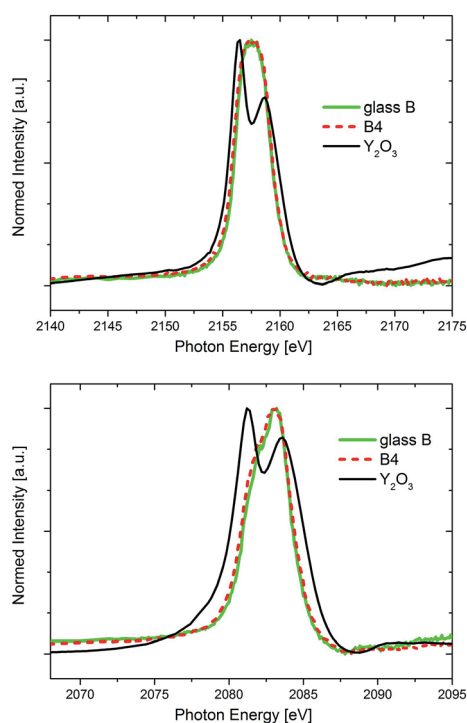 Normed Intensity [a.u.]
glass B
B4
Y₂O₃
2140 2145 2150 2155 2160 2165 2170 2175
Photon Energy [eV]
Normed Intensity [a.u.]
glass B
B4
Y₂O₃
2070 2075 2080 2085 2090 2095
Photon Energy [eV]